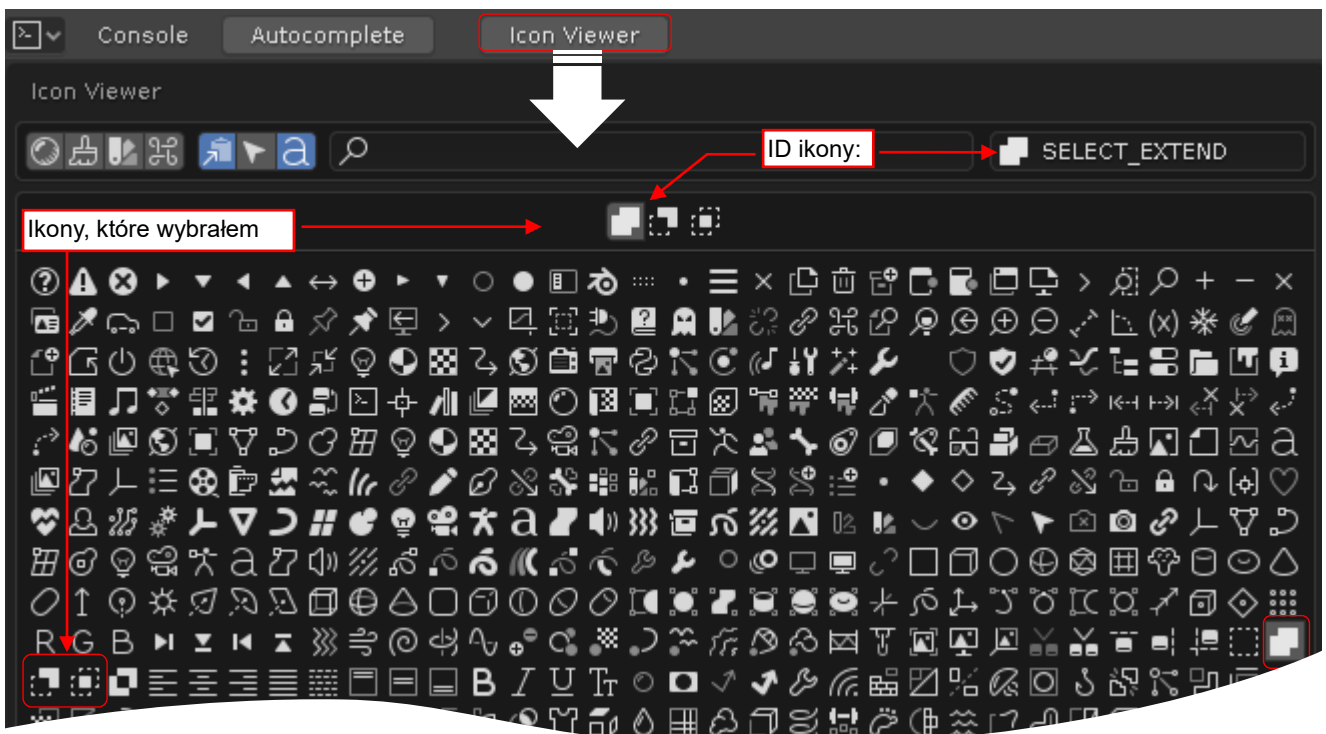 Console Autocomplete Icon Viewer
Icon Viewer
ID ikony: SELECT_EXTEND
Ikony, które wybrałem